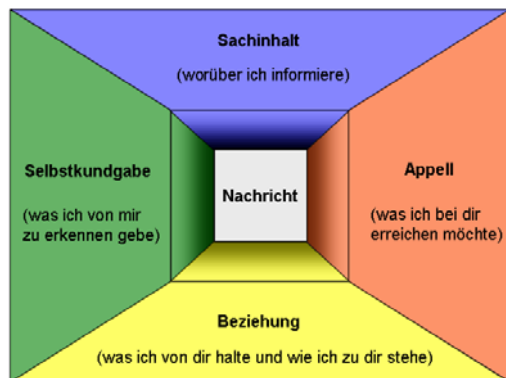 Sachinhalt
(worüber ich informiere)
Selbstkundgabe
(was ich von mir
zu erkennen gebe)
Nachricht
Appell
(was ich bei dir
erreichen möchte)
Beziehung
(was ich von dir halte und wie ich zu dir stehe)